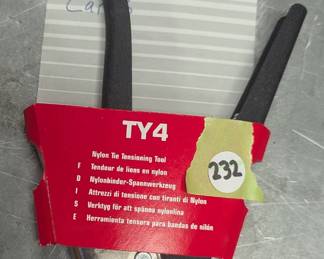 TY4
Nylon Tie Tensioning Tool
F Tendeur de liens en nylon
D Nylonbinder-Spannwerkzeug
I Attrezzi di tensione con tiranti di Nylon
S Verktyg för att spänna nylonlina
E Herramienta tensora para bandas de nilón
232